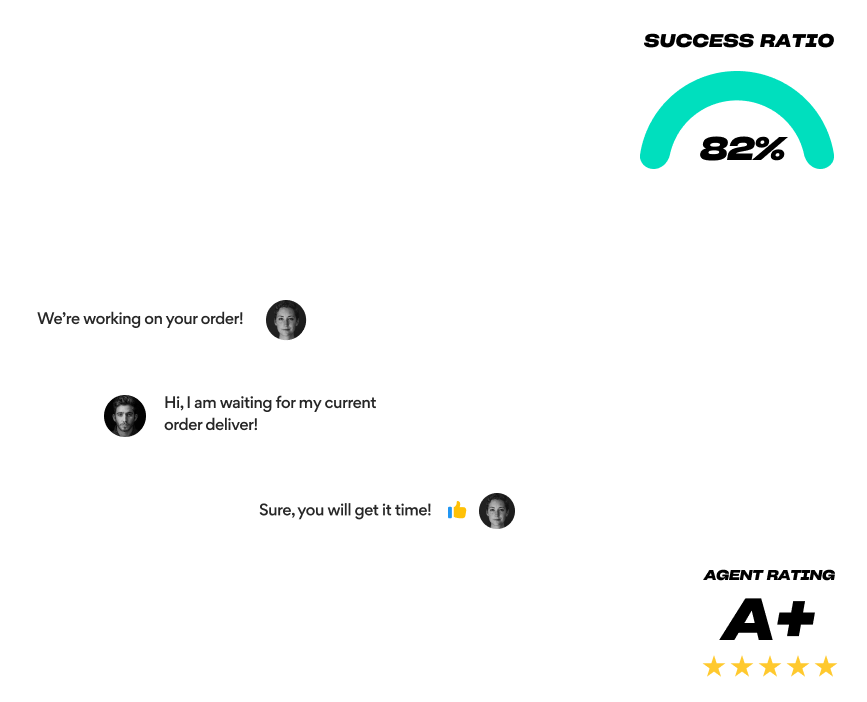 SUCCESS RATIO
82%
We’re working on your order!
Hi, I am waiting for my current
order deliver!
Sure, you will get it time!
AGENT RATING
A+